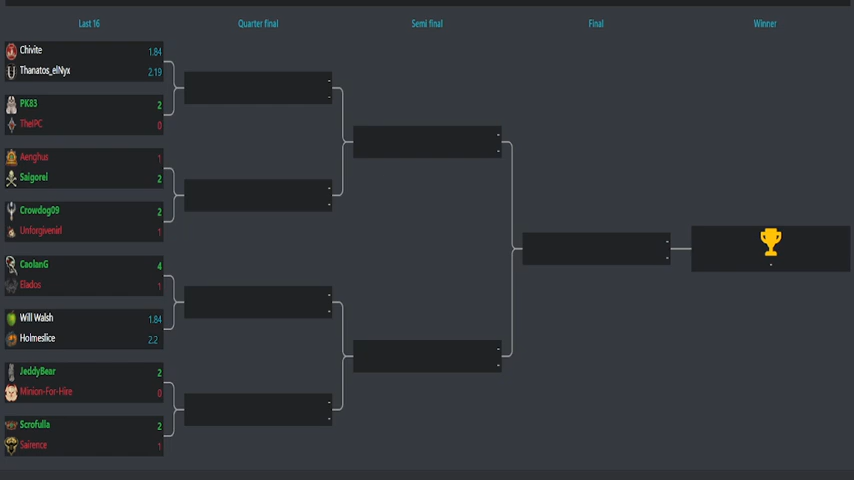 Last 16 Quarter final Semi final Final Winner
Chivite 1.84
Thanatos_elNyx 2.19
PK83 2
TheIPC 0
Aenghus 1
Saigorel 2
Crowdog09 2
Unforgivenirl 1
CaolanG 4
Elados 1
Will Walsh 1.84
Holmeslice 2.2
JeddyBear 2
Minion-For-Hire 0
Scrofulla 2
Sairence 1